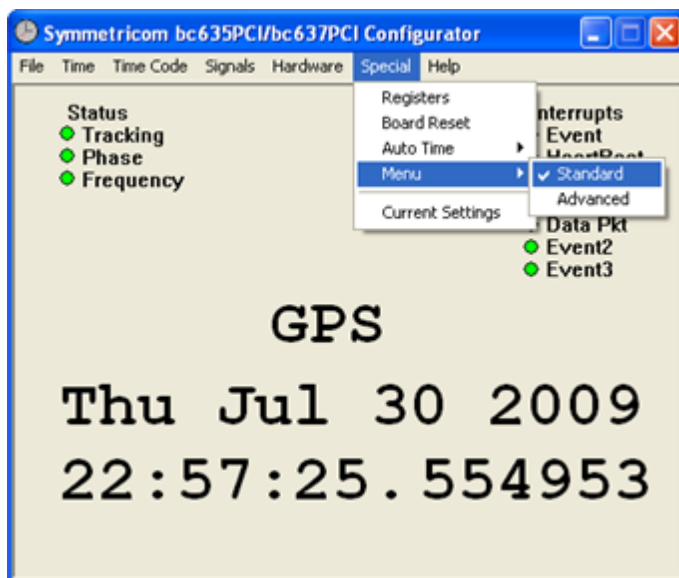 Symmetricom bc635PCI/bc637PCI Configurator
File Time Time Code Signals Hardware Special Help
Status
Tracking
Phase
Frequency
Registers
Board Reset
Auto Time
Menu
Current Settings
Standard
Advanced
Event
Data Pkt
Event2
Event3
GPS
Thu Jul 30 2009
22:57:25.554953